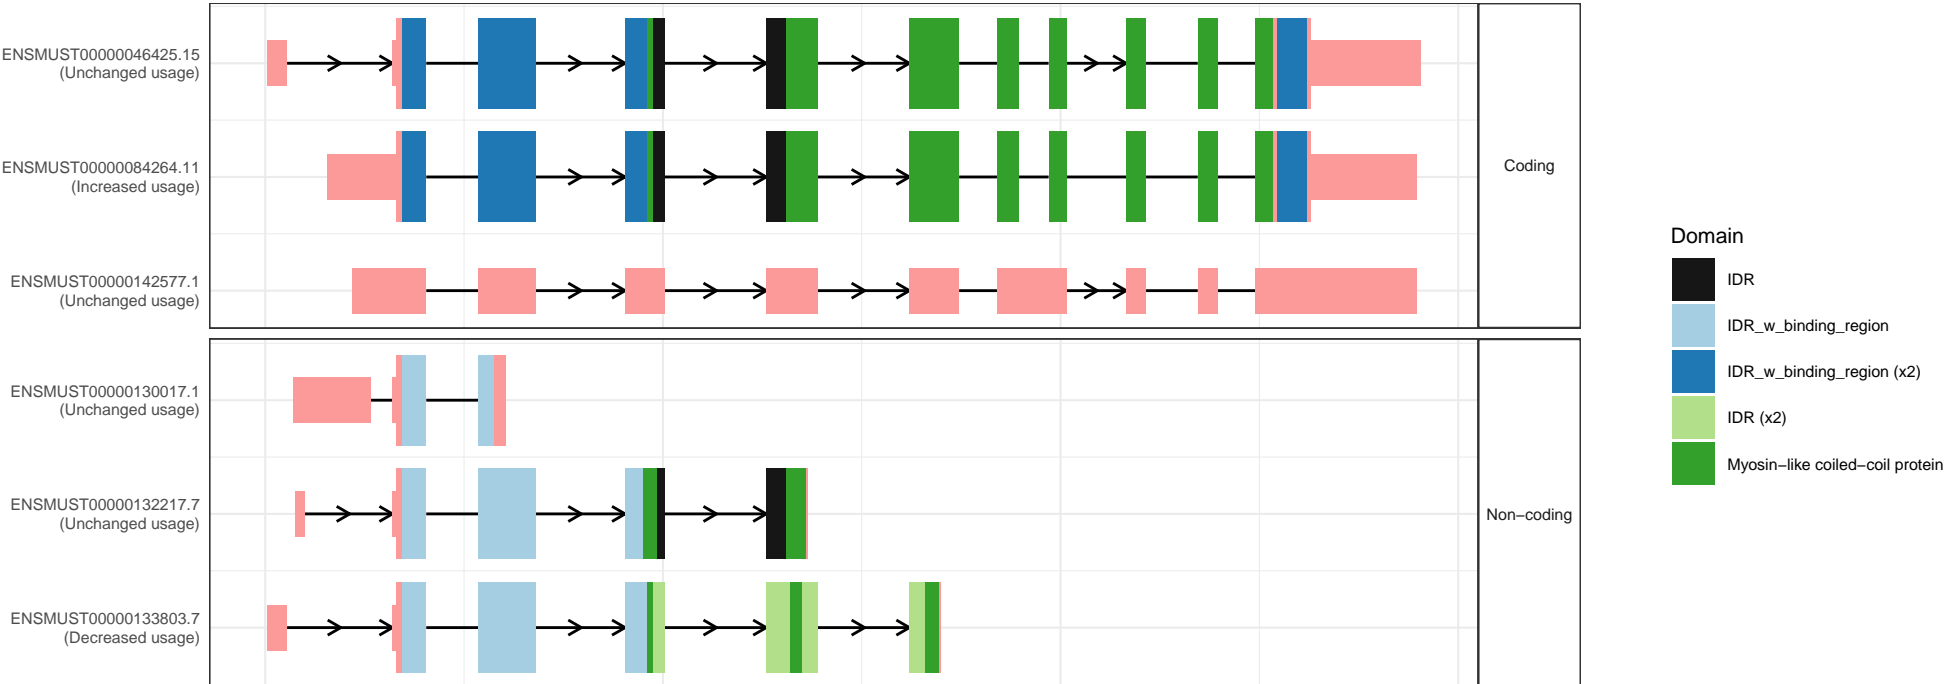 ENSMUST00000046425.15
(Unchanged usage)
ENSMUST00000084264.11
(Increased usage)
ENSMUST00000142577.1
(Unchanged usage)
Coding
ENSMUST00000130017.1
(Unchanged usage)
ENSMUST00000132217.7
(Unchanged usage)
ENSMUST00000133803.7
(Decreased usage)
Non−coding
Domain
IDR
IDR_w_binding_region
IDR_w_binding_region (x2)
IDR (x2)
Myosin−like coiled−coil protein